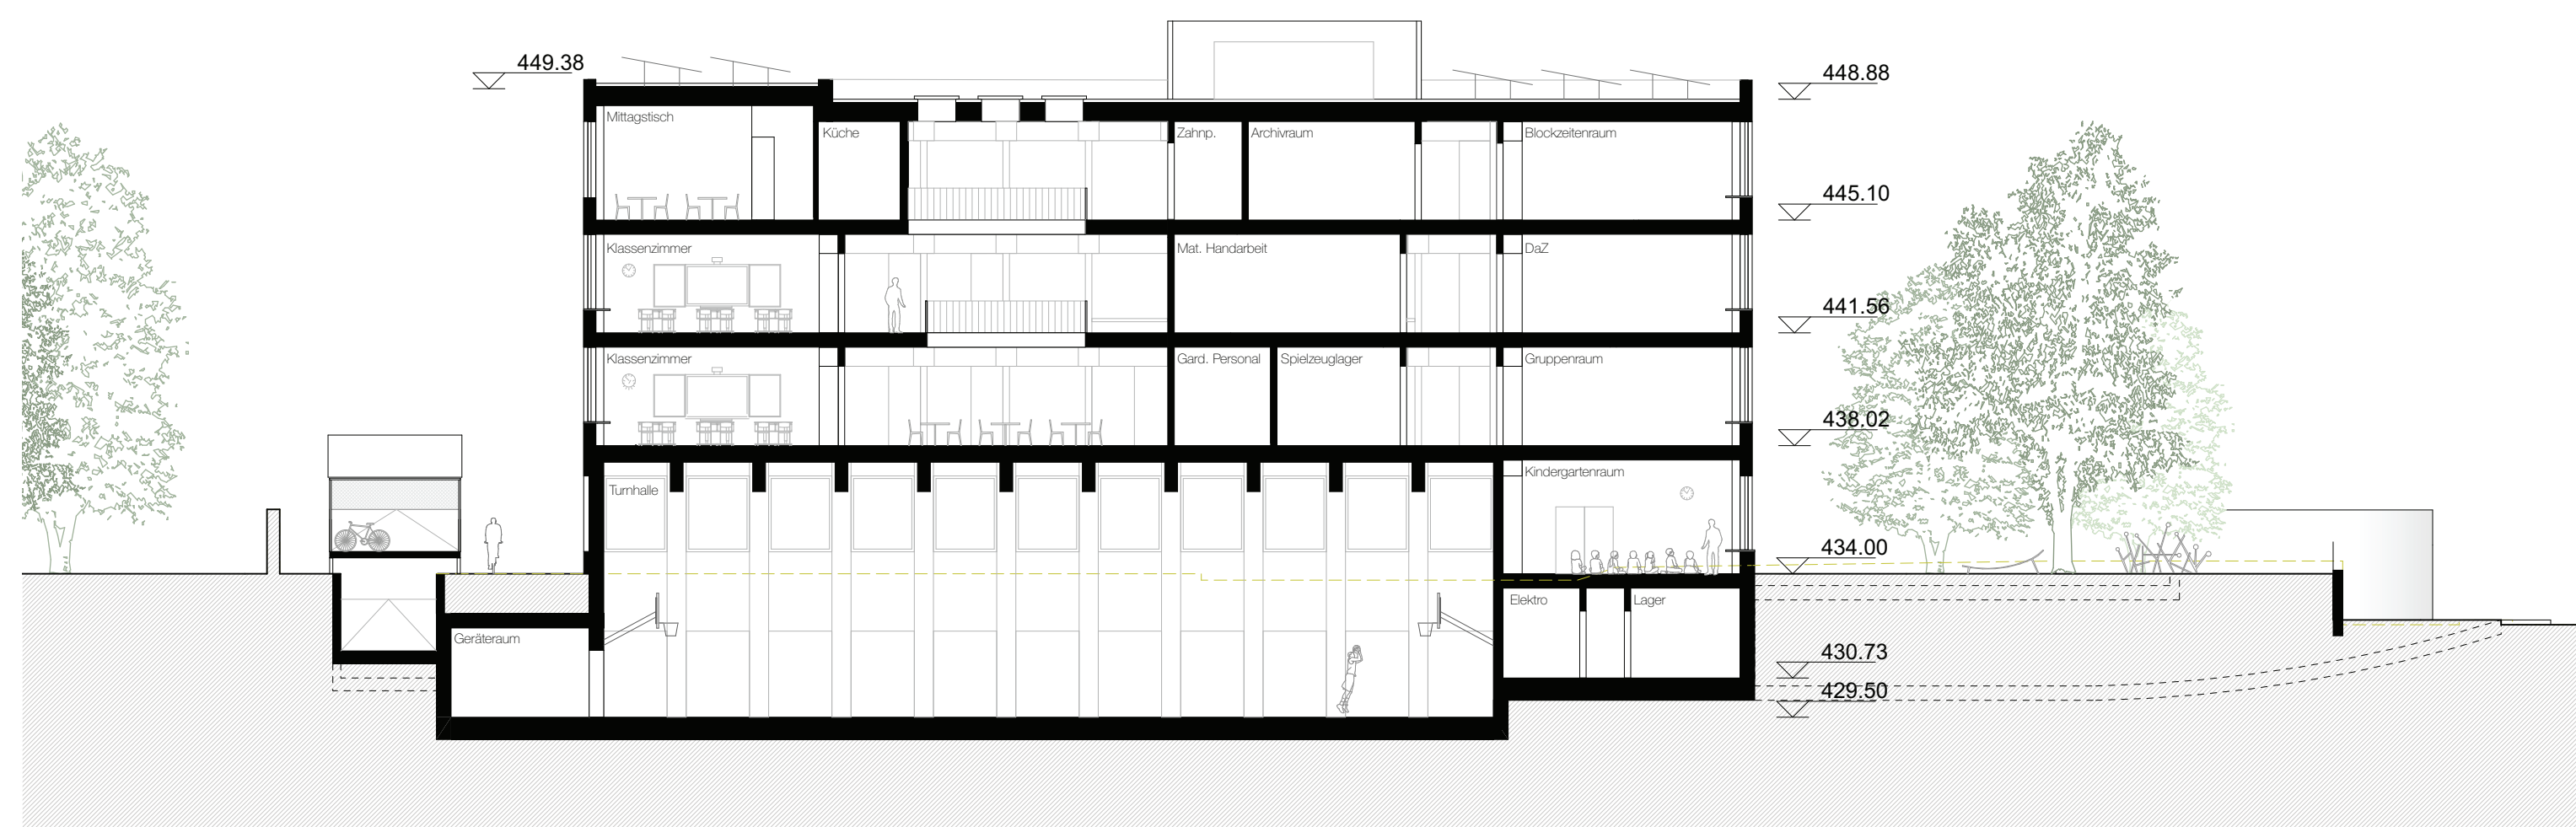 449.38
448.88
Mittagstisch
Küche
Zahnp.
Archivraum
Blockzeitenraum
445.10
Klassenzimmer
Mat. Handarbeit
DaZ
441.56
Klassenzimmer
Gard. Personal
Spielzeuglager
Gruppenraum
438.02
Turnhalle
Kindergartenraum
434.00
Elektro
Lager
Geräteraum
430.73
429.50